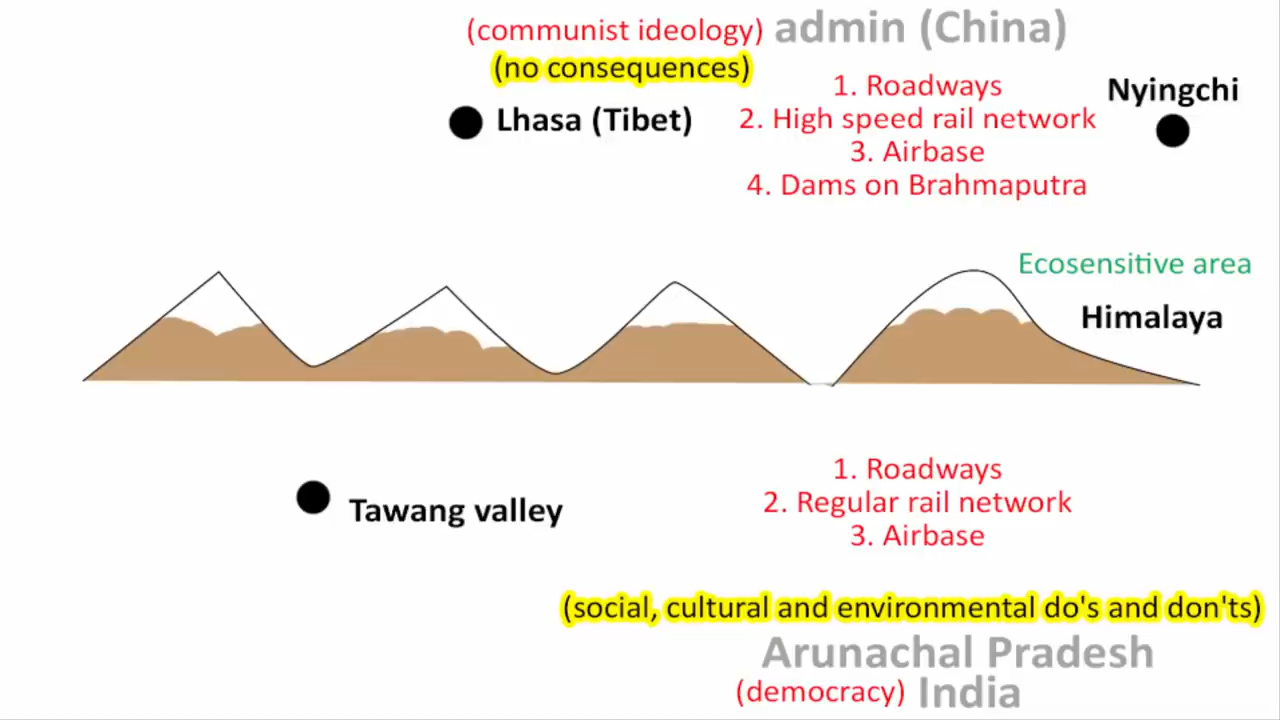 (communist ideology) admin (China)
(no consequences)
1. Roadways
Nyingchi
Lhasa (Tibet)
2. High speed rail network
3. Airbase
4. Dams on Brahmaputra
Ecosensitive area
Himalaya
1. Roadways
Tawang valley
2. Regular rail network
3. Airbase
(social, cultural and environmental do's and don'ts)
Arunachal Pradesh
(democracy) India